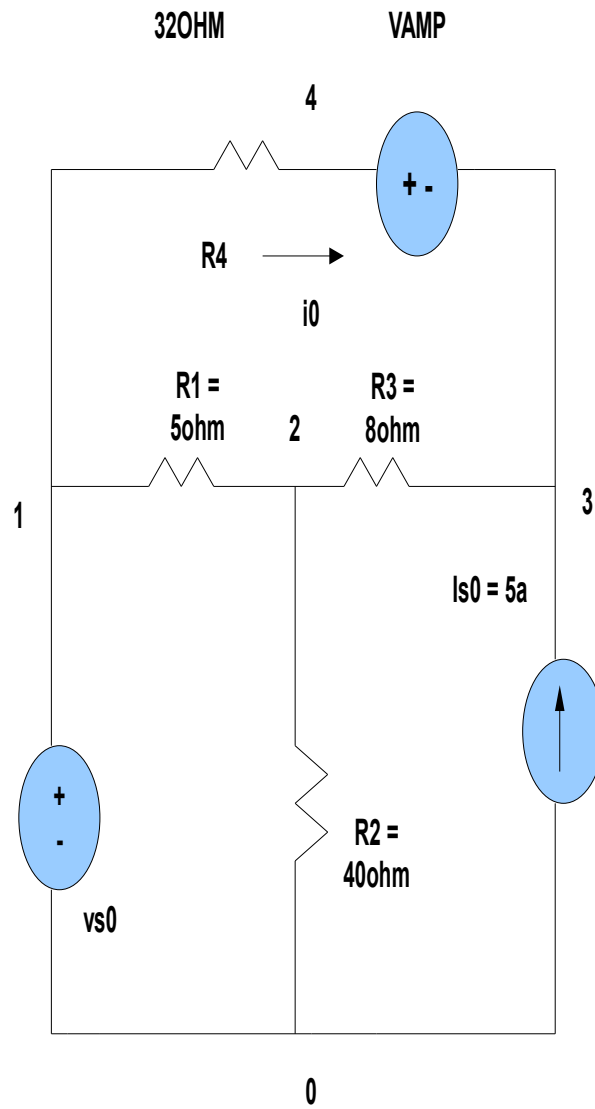 32OHM VAMP
4
+ -
R4
i0
R1 =
5ohm
2
R3 =
8ohm
1
3
Is0 = 5a
+
-
vs0
R2 =
40ohm
0